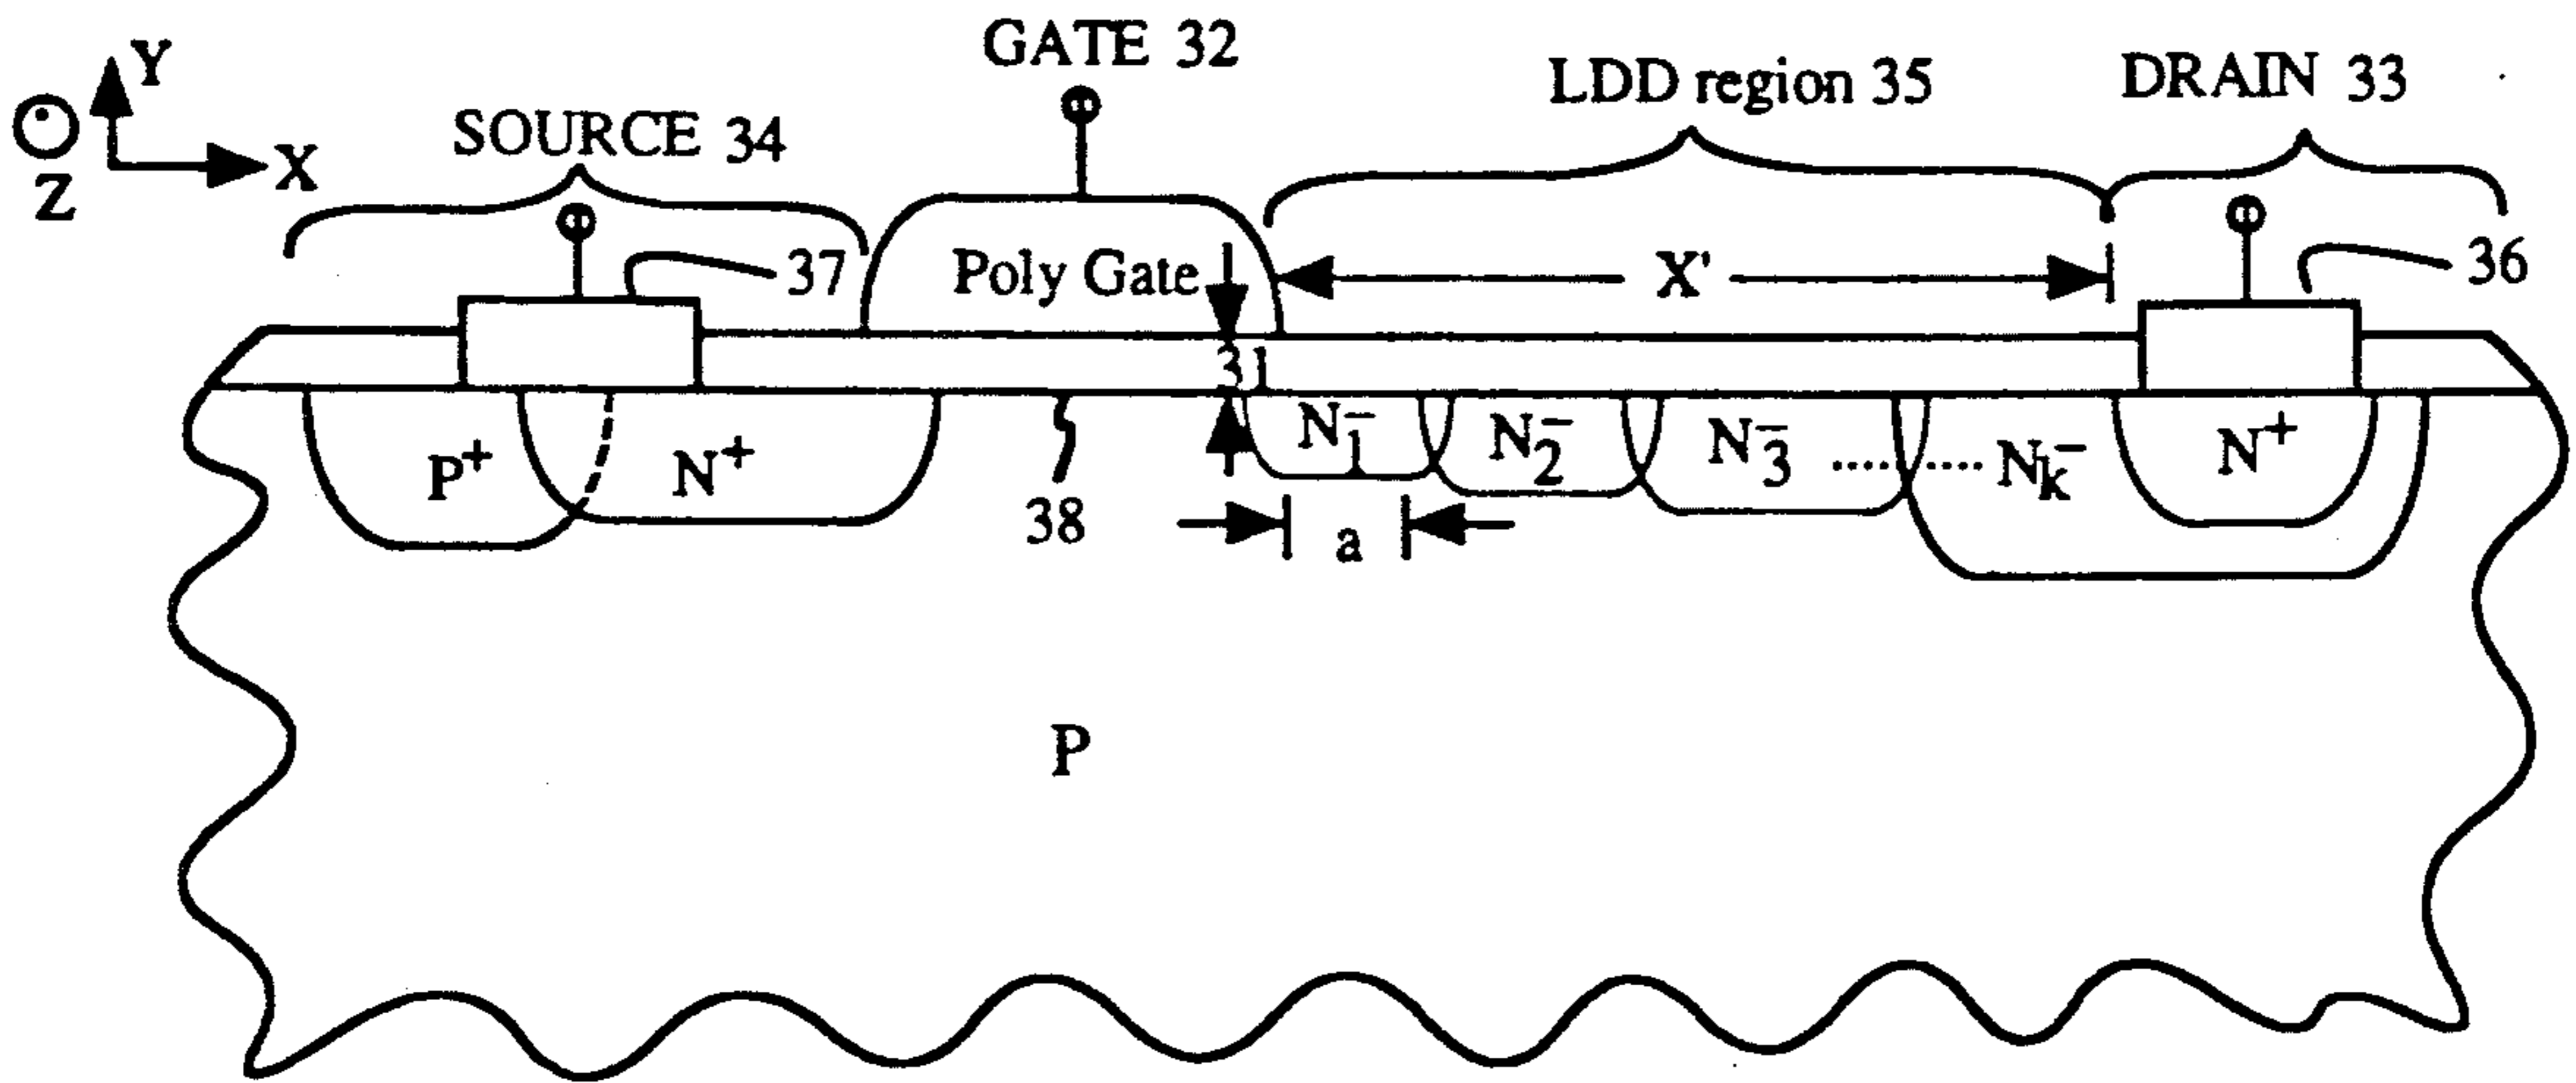 GATE 32
LDD region 35
DRAIN 33
Y
X
Z
SOURCE 34
37
Poly Gate
X'
36
31
P+
N+
N1-
N2-
N3-
........
Nk-
N+
38
a
P